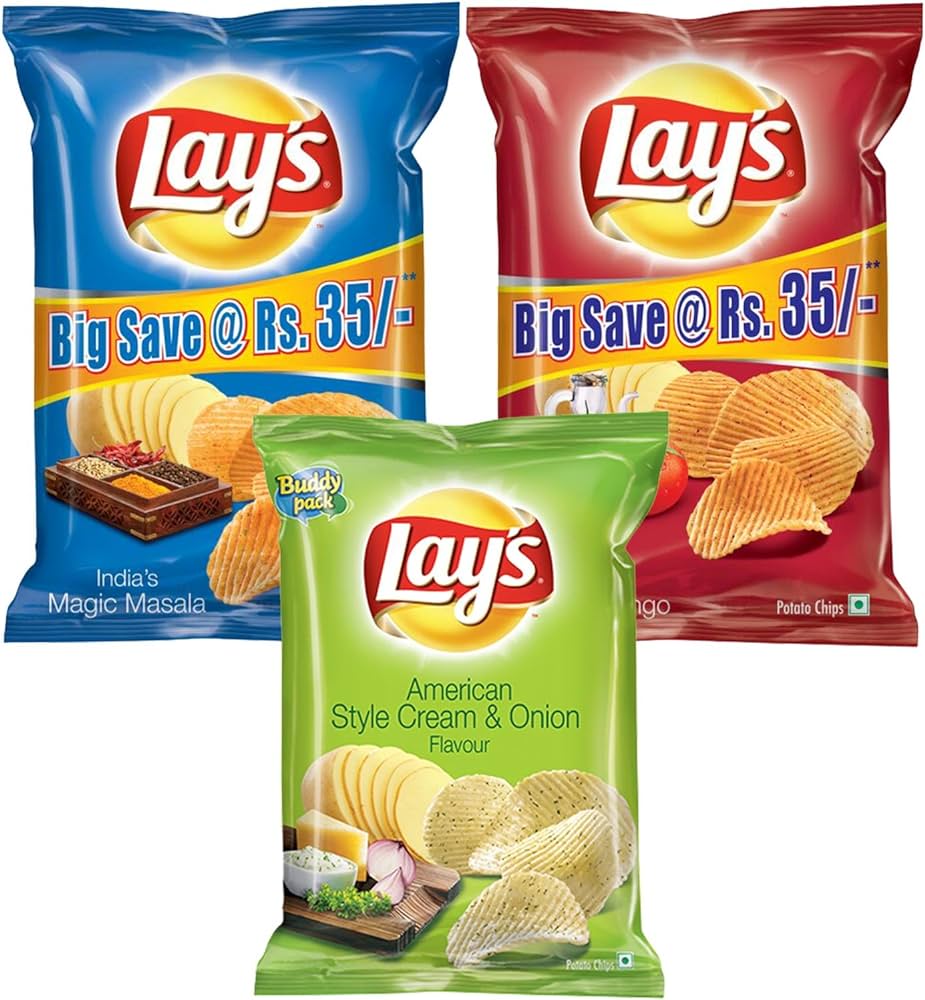 Lay's
Big Save @ Rs. 35/-**
India's
Magic Masala
Lay's
Big Save @ Rs. 35/-**
Potato Chips
Buddy
pack
Lay's
American
Style Cream & Onion
Flavour
Potato Chips